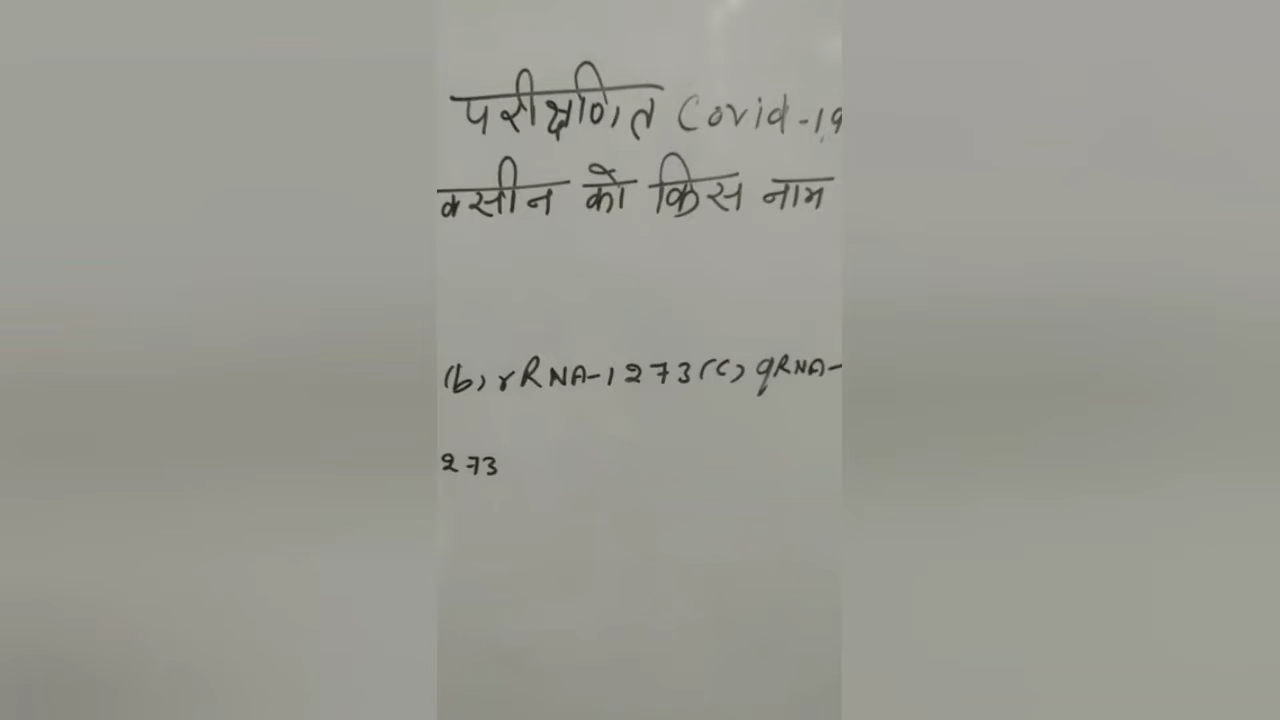 परीक्षणित Covid-19
क्सीन को किस नाम
(b) rRNA-1273 (c) qRNA-
273